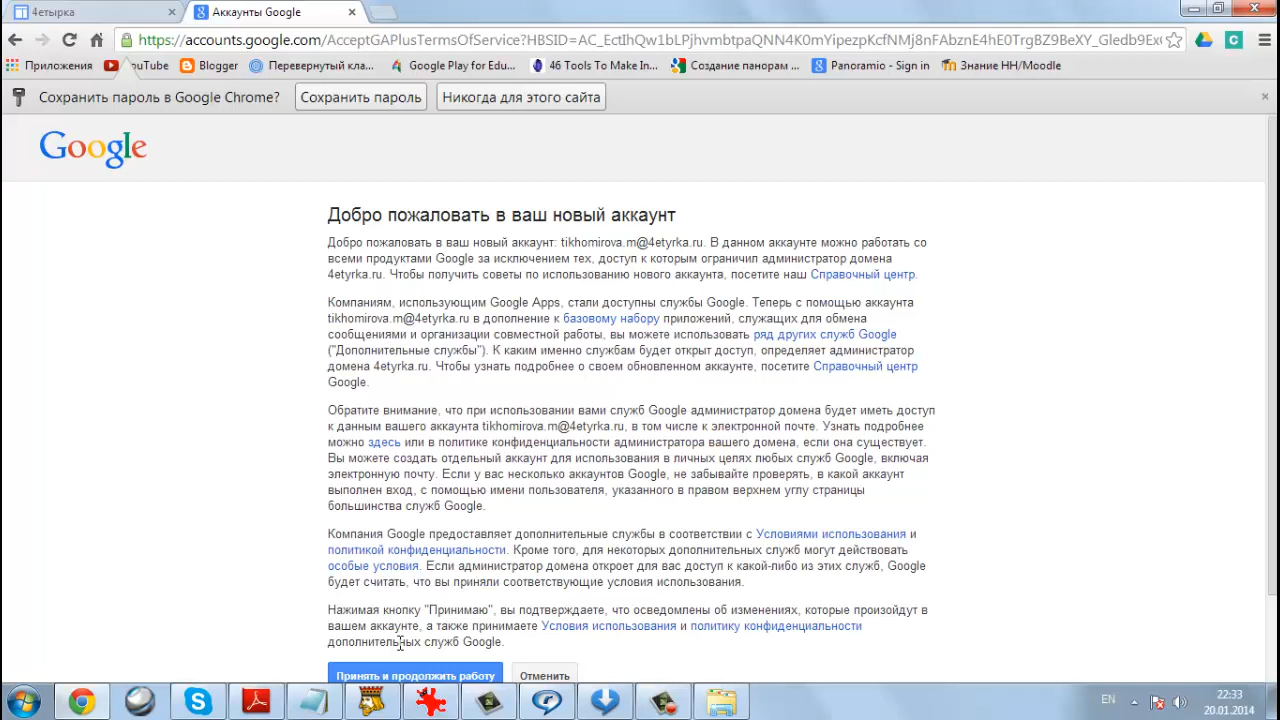 4етырка
Аккаунты Google
https://accounts.google.com/AcceptGAPlusTermsOfService?HBSID=AC_EctIhQw1bLPjhvmbtpaQNN4K0mYipezpKcfNMj8nFAbznE4hE0TrgBZ9BeXY_Gledb9Ex
Приложения YouTube Blogger Перевернутый кла... Google Play for Edu... 46 Tools To Make In... Создание панорам ... Panoramio - Sign in Знание НН/Moodle
Сохранить пароль в Google Chrome? Сохранить пароль Никогда для этого сайта
Google
Добро пожаловать в ваш новый аккаунт
Добро пожаловать в ваш новый аккаунт: tikhomirova.m@4etyrka.ru. В данном аккаунте можно работать со
всеми продуктами Google за исключением тех, доступ к которым ограничил администратор домена
4etyrka.ru. Чтобы получить советы по использованию нового аккаунта, посетите наш Справочный центр.
Компаниям, использующим Google Apps, стали доступны службы Google. Теперь с помощью аккаунта
tikhomirova.m@4etyrka.ru в дополнение к базовому набору приложений, служащих для обмена
сообщениями и организации совместной работы, вы можете использовать ряд других служб Google
("Дополнительные службы"). К каким именно службам будет открыт доступ, определяет администратор
домена 4etyrka.ru. Чтобы узнать подробнее о своем обновленном аккаунте, посетите Справочный центр
Google.
Обратите внимание, что при использовании вами служб Google администратор домена будет иметь доступ
к данным вашего аккаунта tikhomirova.m@4etyrka.ru, в том числе к электронной почте. Узнать подробнее
можно здесь или в политике конфиденциальности администратора вашего домена, если она существует.
Вы можете создать отдельный аккаунт для использования в личных целях любых служб Google, включая
электронную почту. Если у вас несколько аккаунтов Google, не забывайте проверять, в какой аккаунт
выполнен вход, с помощью имени пользователя, указанного в правом верхнем углу страницы
большинства служб Google.
Компания Google предоставляет дополнительные службы в соответствии с Условиями использования и
политикой конфиденциальности. Кроме того, для некоторых дополнительных служб могут действовать
особые условия. Если администратор домена откроет для вас доступ к какой-либо из этих служб, Google
будет считать, что вы приняли соответствующие условия использования.
Нажимая кнопку "Принимаю", вы подтверждаете, что осведомлены об изменениях, которые произойдут в
вашем аккаунте, а также принимаете Условия использования и политику конфиденциальности
дополнительных служб Google.
Принять и продолжить работу Отменить
EN
22:33
20.01.2014